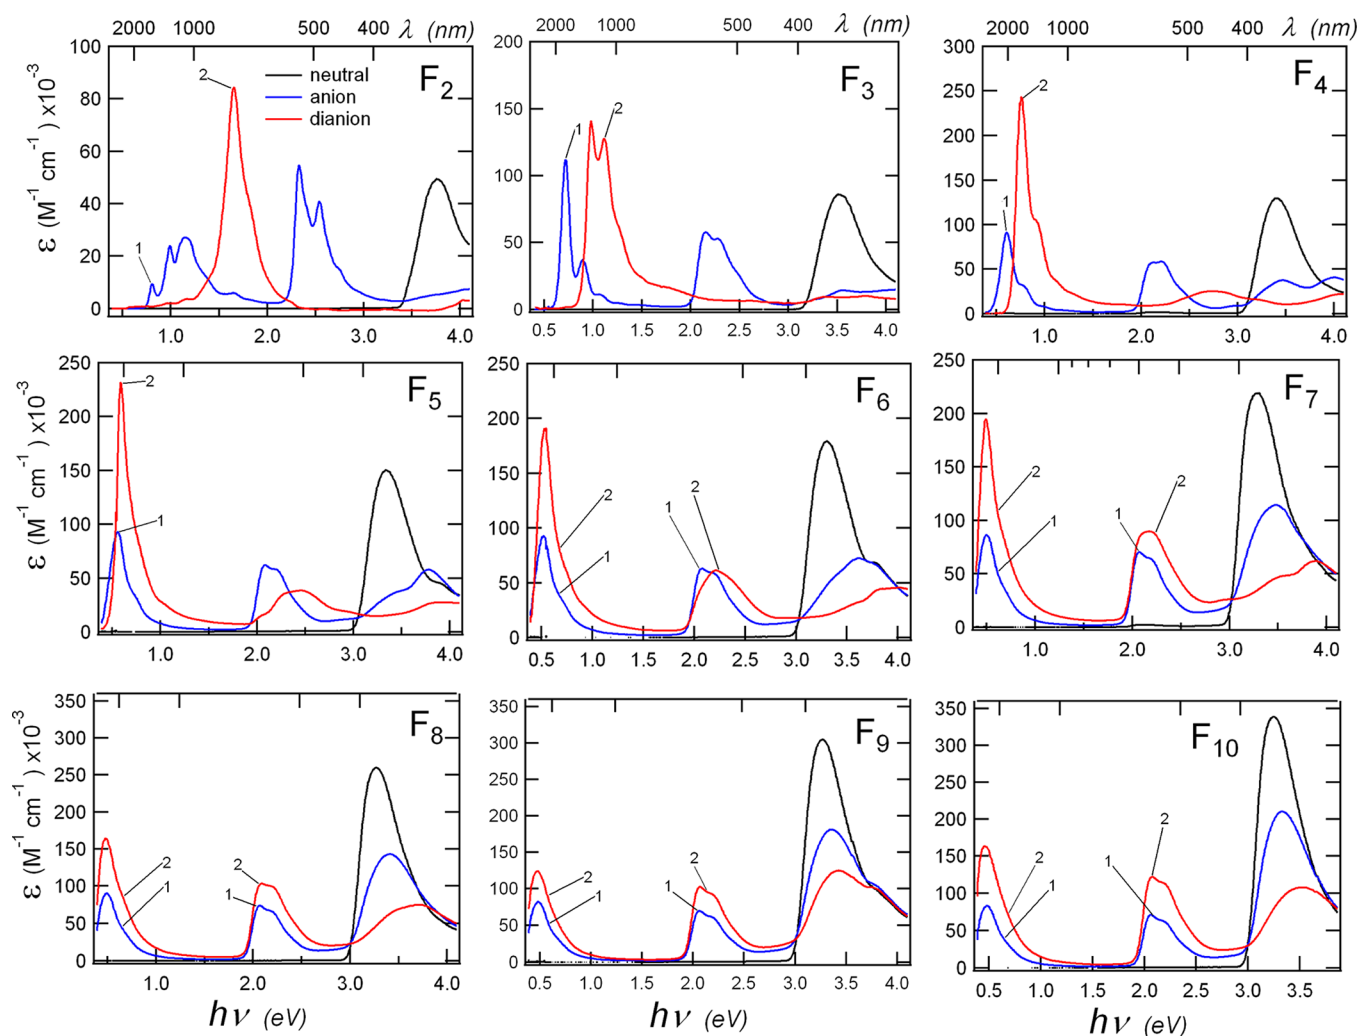 2000 1000 500 400 λ (nm)
2000 1000 500 400 λ (nm)
2000 1000 500 400 λ (nm)
ε (M⁻¹ cm⁻¹) x10⁻³
100
80
60
40
20
0
1.0 2.0 3.0 4.0
2
1
neutral
anion
dianion
F₂
200
150
100
50
0
0.5 1.0 1.5 2.0 2.5 3.0 3.5 4.0
1
2
F₃
300
250
200
150
100
50
0
1.0 2.0 3.0 4.0
2
1
F₄
ε (M⁻¹ cm⁻¹) x10⁻³
250
200
150
100
50
0
1.0 2.0 3.0 4.0
2
1
F₅
250
200
150
100
50
0
0.5 1.0 1.5 2.0 2.5 3.0 3.5 4.0
2
1
1
2
F₆
250
200
150
100
50
0
1.0 2.0 3.0 4.0
2
1
1
2
F₇
ε (M⁻¹ cm⁻¹) x10⁻³
350
300
250
200
150
100
50
0
1.0 2.0 3.0 4.0
2
1
2
1
F₈
hν (eV)
350
300
250
200
150
100
50
0
0.5 1.0 1.5 2.0 2.5 3.0 3.5 4.0
2
1
1
2
F₉
hν (eV)
350
300
250
200
150
100
50
0
0.5 1.0 1.5 2.0 2.5 3.0 3.5
2
1
1
2
F₁₀
hν (eV)